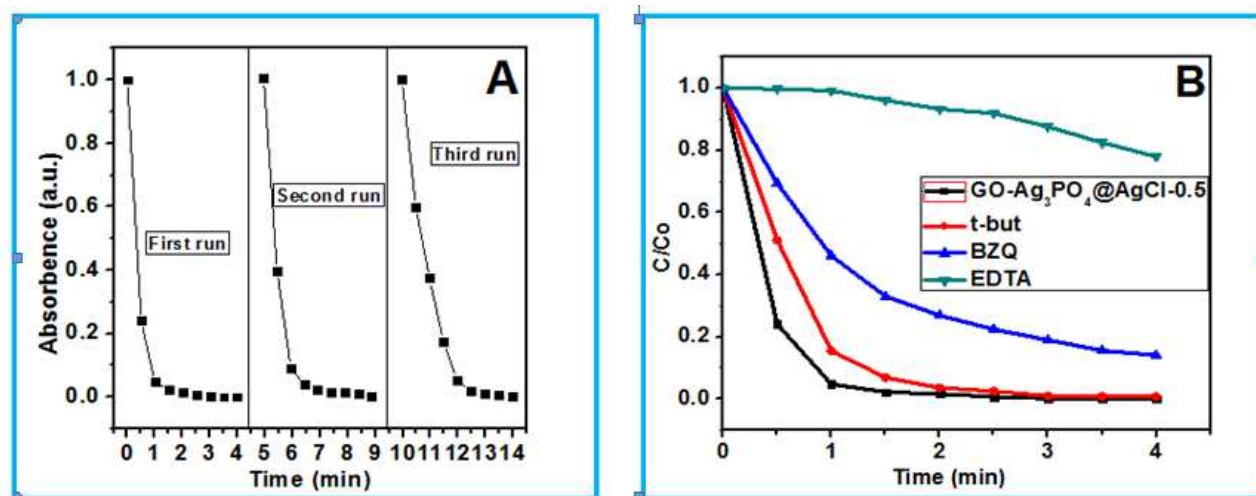 A
1.0
0.8
0.6
0.4
0.2
0.0
Absorbence (a.u.)
First run
Second run
Third run
0 1 2 3 4 5 6 7 8 9 10 11 12 13 14
Time (min)
B
1.0
0.8
0.6
0.4
0.2
0.0
C/Co
GO-Ag₃PO₄@AgCl-0.5
t-but
BZQ
EDTA
0 1 2 3 4
Time (min)